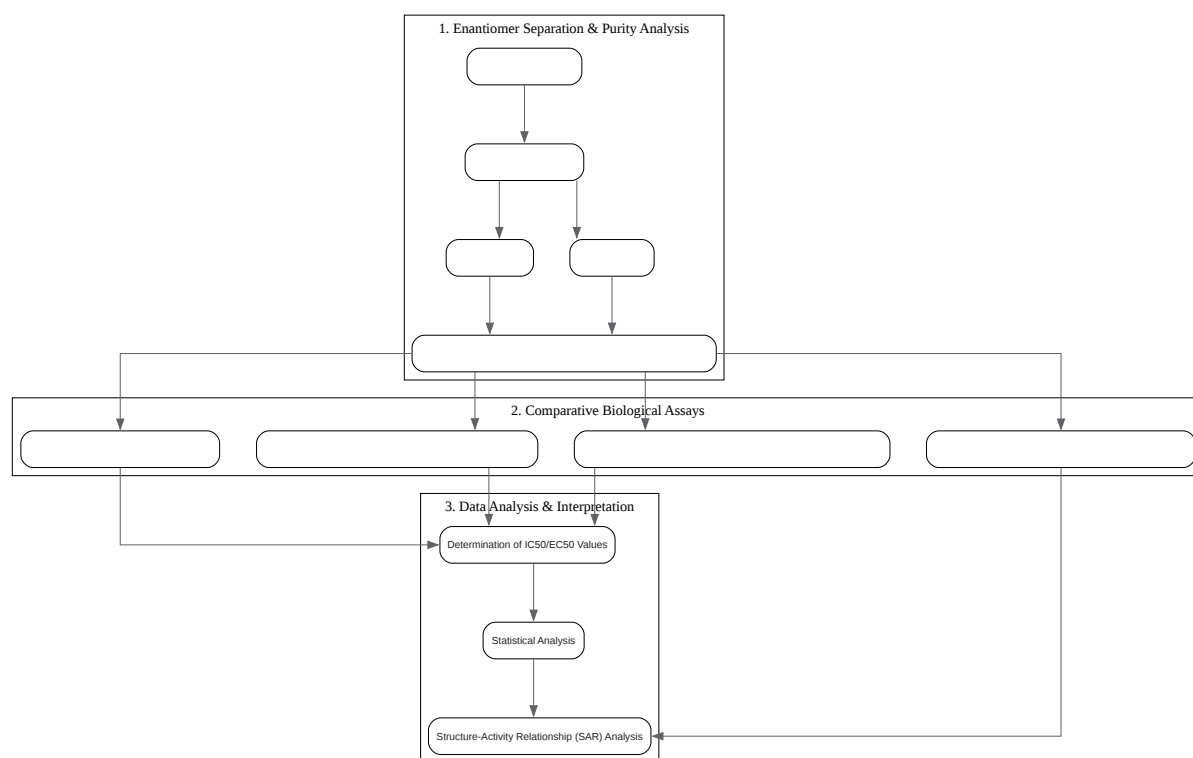 1. Enantiomer Separation & Purity Analysis
2. Comparative Biological Assays
3. Data Analysis & Interpretation
Determination of IC50/EC50 Values
Statistical Analysis
Structure-Activity Relationship (SAR) Analysis